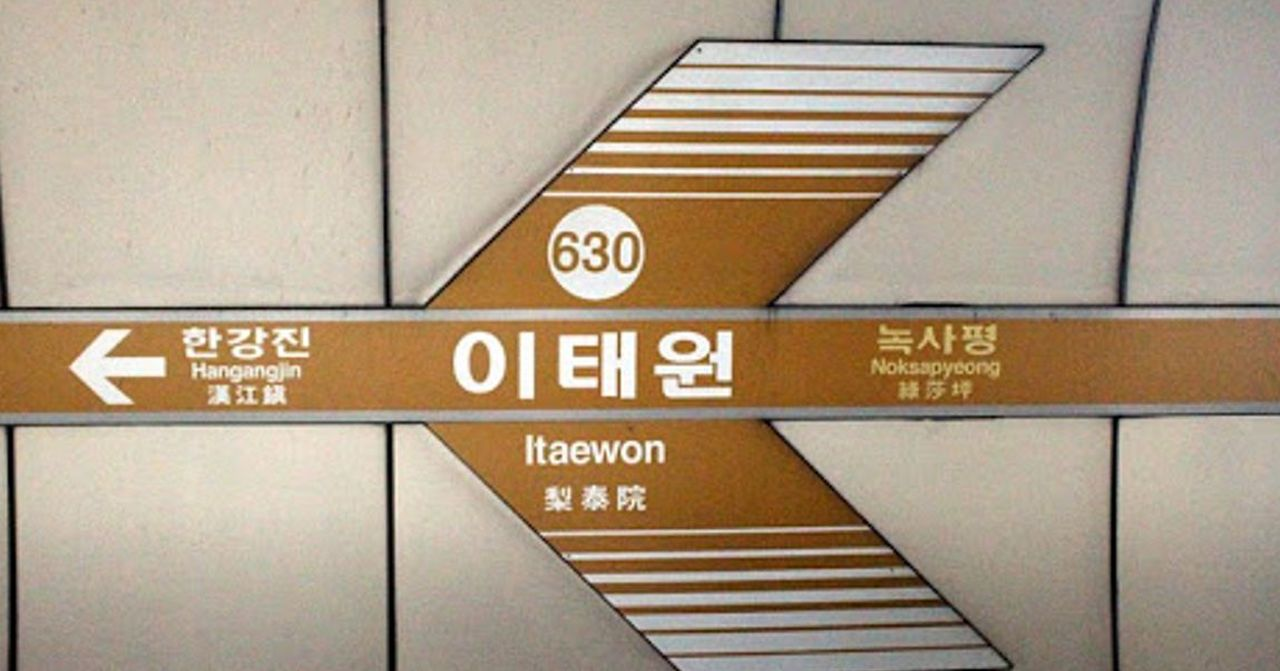 630
한강진
Hangangjin
漢江鎭
이태원
Itaewon
梨泰院
녹사평
Noksapyeong
綠莎坪